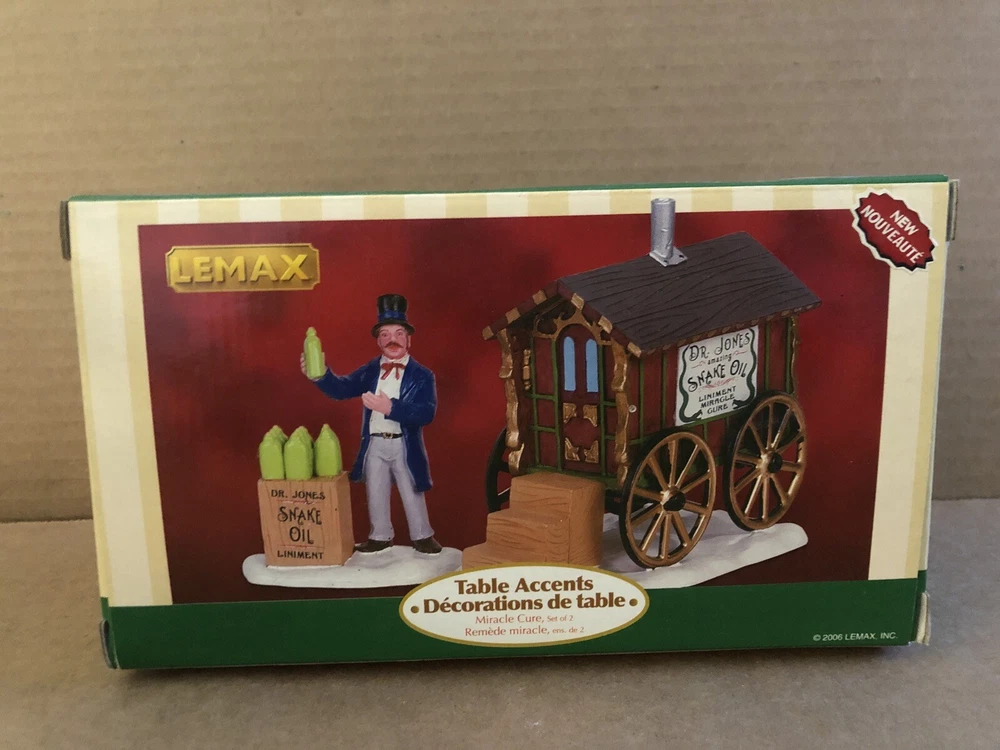 LEMAX
NEW
NOUVEAUTÉ
DR. JONES
amazing
SNAKE OIL
LINIMENT
MIRACLE
CURE
DR. JONES
SNAKE
OIL
LINIMENT
Table Accents
• Décorations de table •
Miracle Cure, Set of 2
Remède miracle, ens. de 2
© 2006 LEMAX, INC.